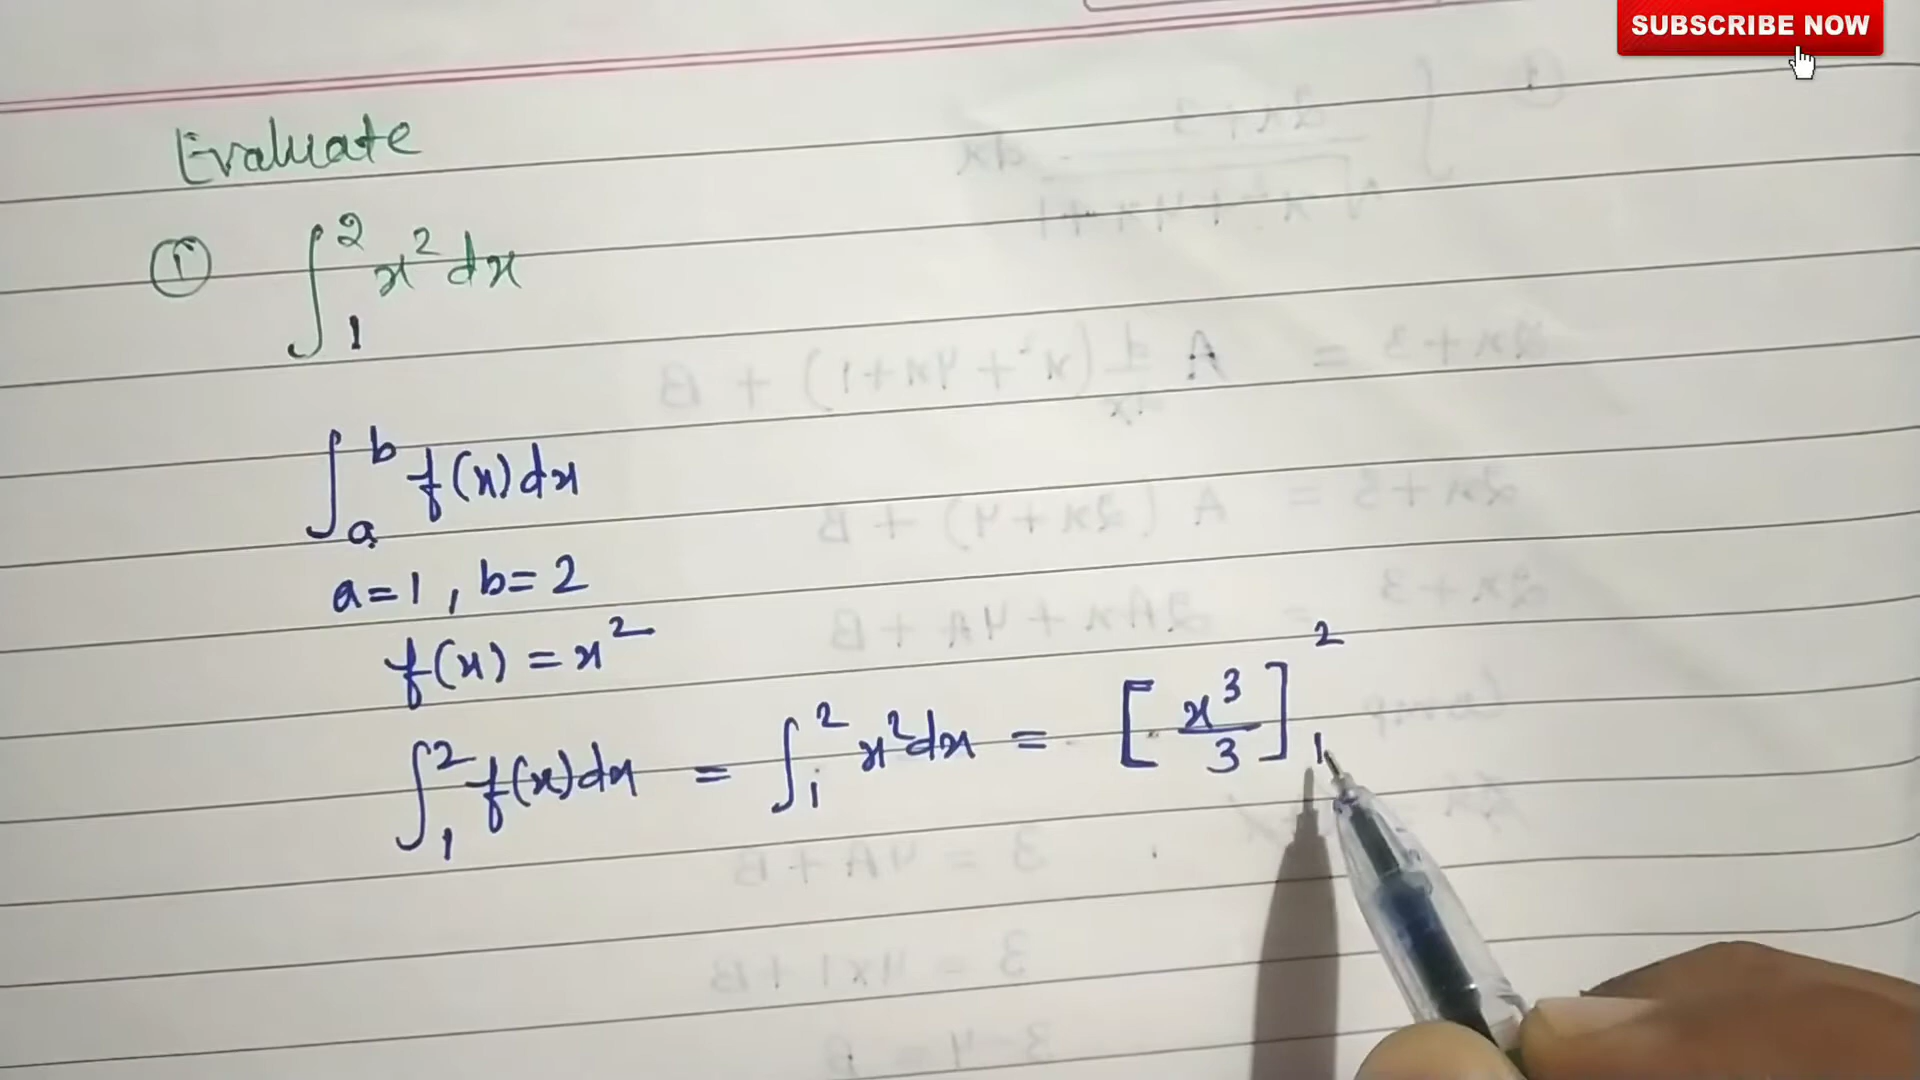 SUBSCRIBE NOW
Evaluate
① ∫₁² x² dx
∫ₐᵇ f(x) dx
a=1, b=2
f(x) = x²
∫₁² f(x) dx = ∫₁² x² dx = [x³/3]₁²